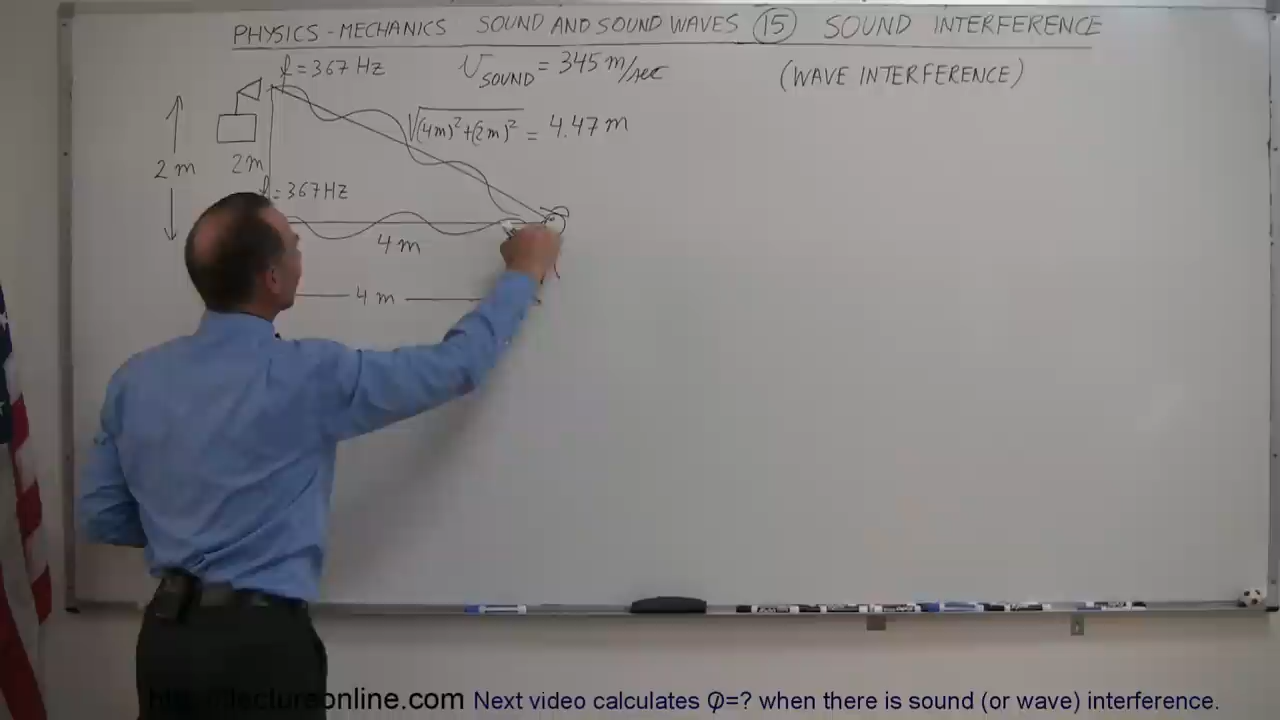 PHYSICS - MECHANICS SOUND AND SOUND WAVES 15 SOUND INTERFERENCE
f = 367 Hz
V SOUND = 345 m/sec
(WAVE INTERFERENCE)
√(4m)²+(2m)² = 4.47 m
2 m
2m
f = 367 Hz
4 m
4 m
Next video calculates φ=? when there is sound (or wave) interference.